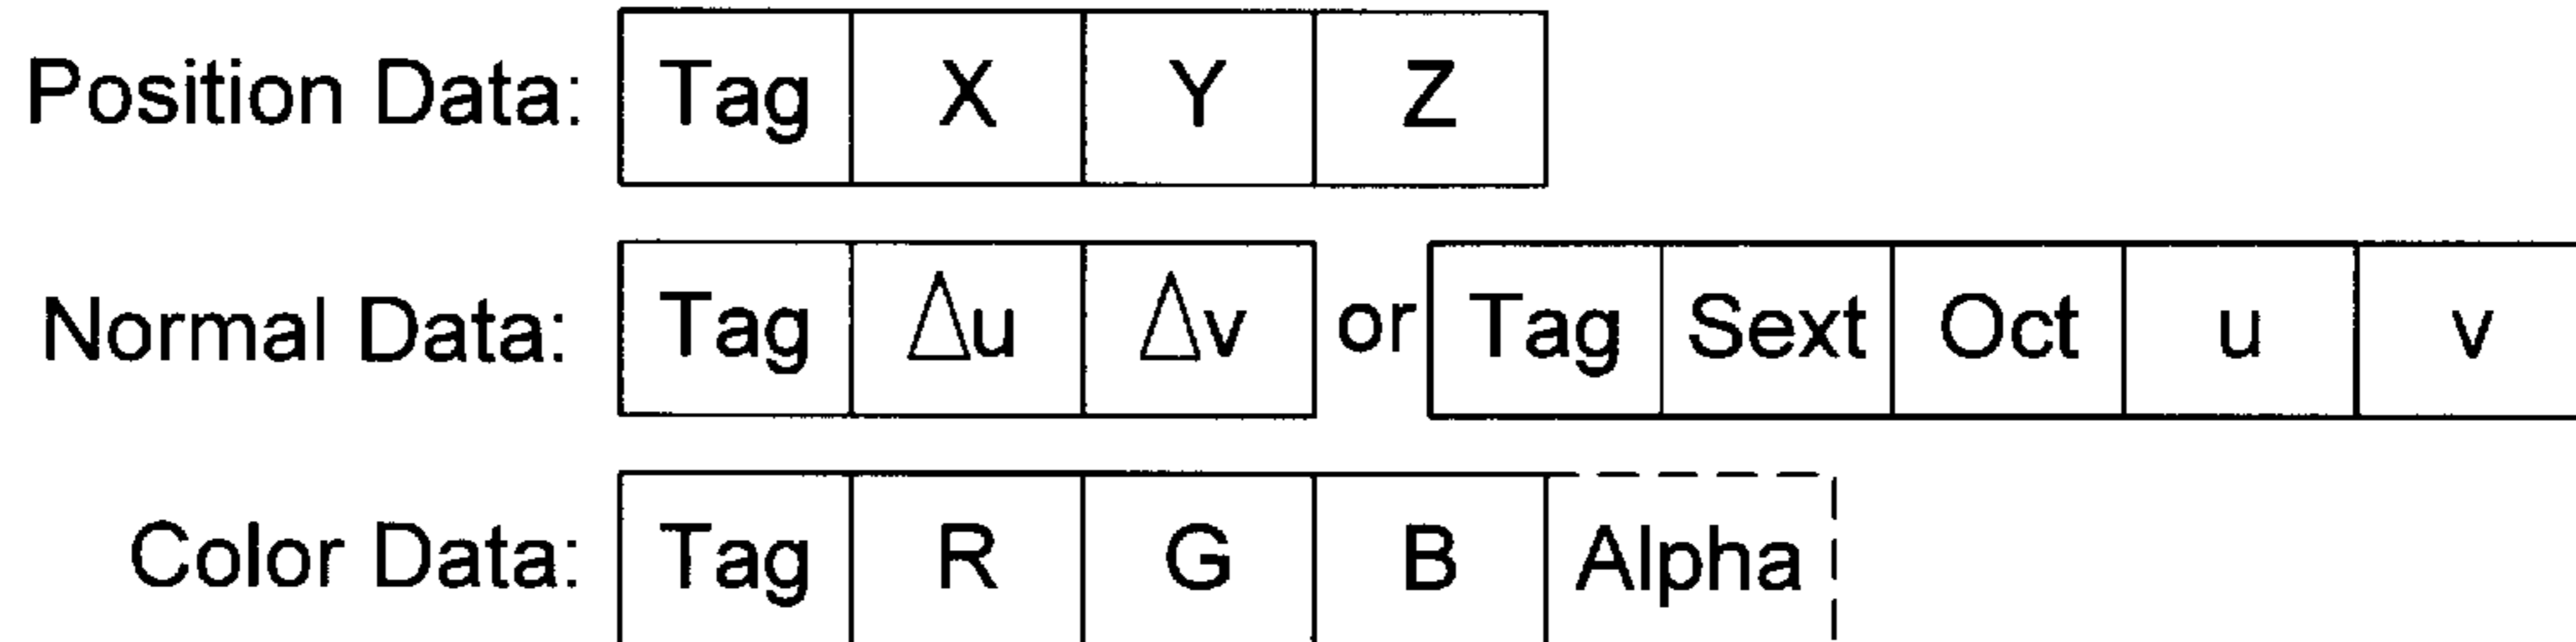 Position Data: Tag X Y Z
Normal Data: Tag Δu Δv or Tag Sext Oct u v
Color Data: Tag R G B Alpha